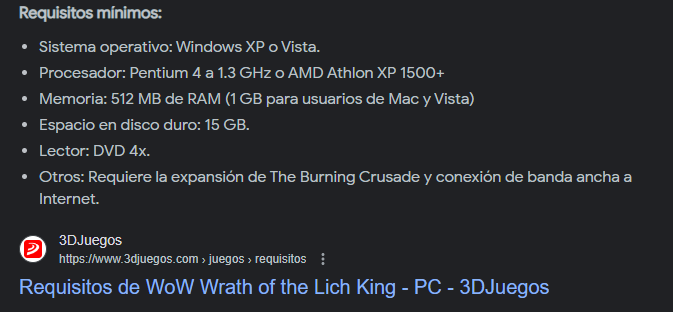 Requisitos mínimos:
• Sistema operativo: Windows XP o Vista.
• Procesador: Pentium 4 a 1.3 GHz o AMD Athlon XP 1500+
• Memoria: 512 MB de RAM (1 GB para usuarios de Mac y Vista)
• Espacio en disco duro: 15 GB.
• Lector: DVD 4x.
• Otros: Requiere la expansión de The Burning Crusade y conexión de banda ancha a
Internet.
3DJuegos
https://www.3djuegos.com › juegos › requisitos
Requisitos de WoW Wrath of the Lich King - PC - 3DJuegos